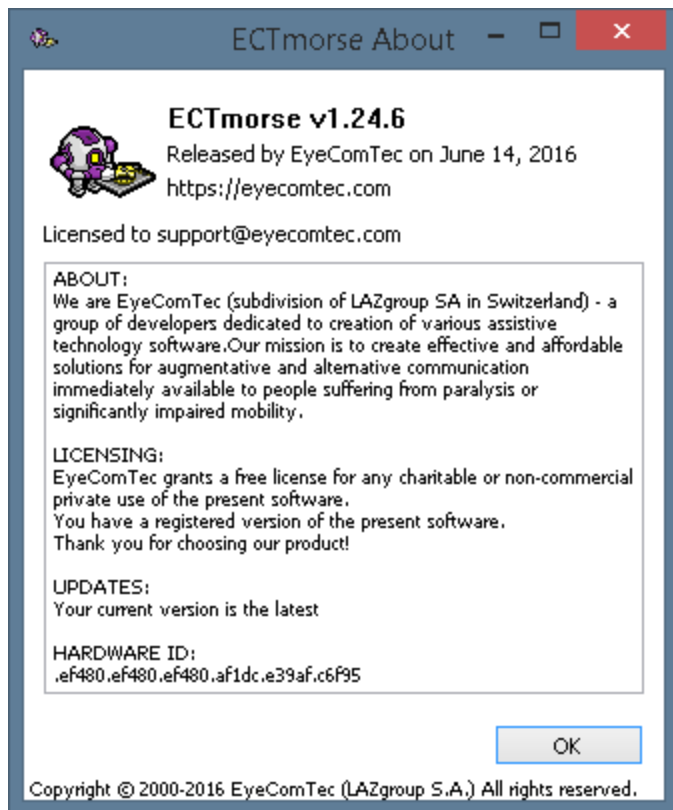 ECTmorse About
ECTmorse v1.24.6
Released by EyeComTec on June 14, 2016
https://eyecomtec.com
Licensed to support@eyecomtec.com
ABOUT:
We are EyeComTec (subdivision of LAZgroup SA in Switzerland) - a
group of developers dedicated to creation of various assistive
technology software.Our mission is to create effective and affordable
solutions for augmentative and alternative communication
immediately available to people suffering from paralysis or
significantly impaired mobility.
LICENSING:
EyeComTec grants a free license for any charitable or non-commercial
private use of the present software.
You have a registered version of the present software.
Thank you for choosing our product!
UPDATES:
Your current version is the latest
HARDWARE ID:
.ef480.ef480.ef480.af1dc.e39af.c6f95
OK
Copyright © 2000-2016 EyeComTec (LAZgroup S.A.) All rights reserved.